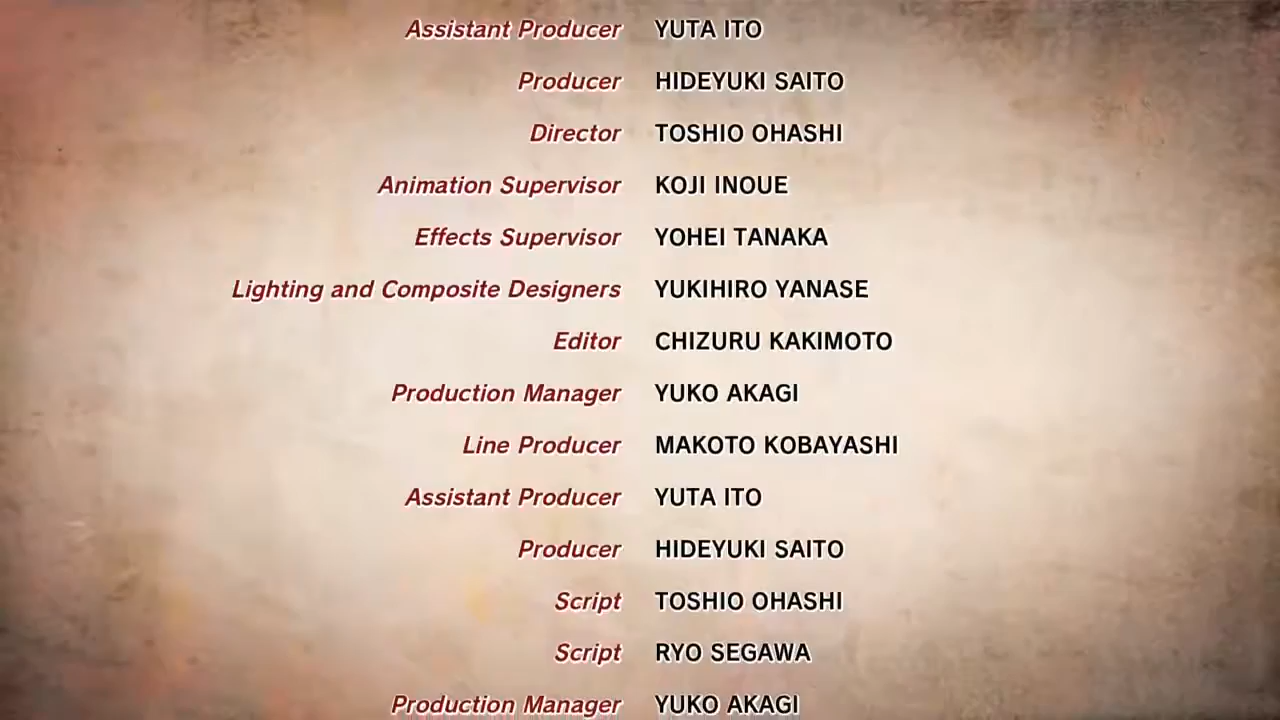 Assistant Producer YUTA ITO
Producer HIDEYUKI SAITO
Director TOSHIO OHASHI
Animation Supervisor KOJI INOUE
Effects Supervisor YOHEI TANAKA
Lighting and Composite Designers YUKIHIRO YANASE
Editor CHIZURU KAKIMOTO
Production Manager YUKO AKAGI
Line Producer MAKOTO KOBAYASHI
Assistant Producer YUTA ITO
Producer HIDEYUKI SAITO
Script TOSHIO OHASHI
Script RYO SEGAWA
Production Manager YUKO AKAGI